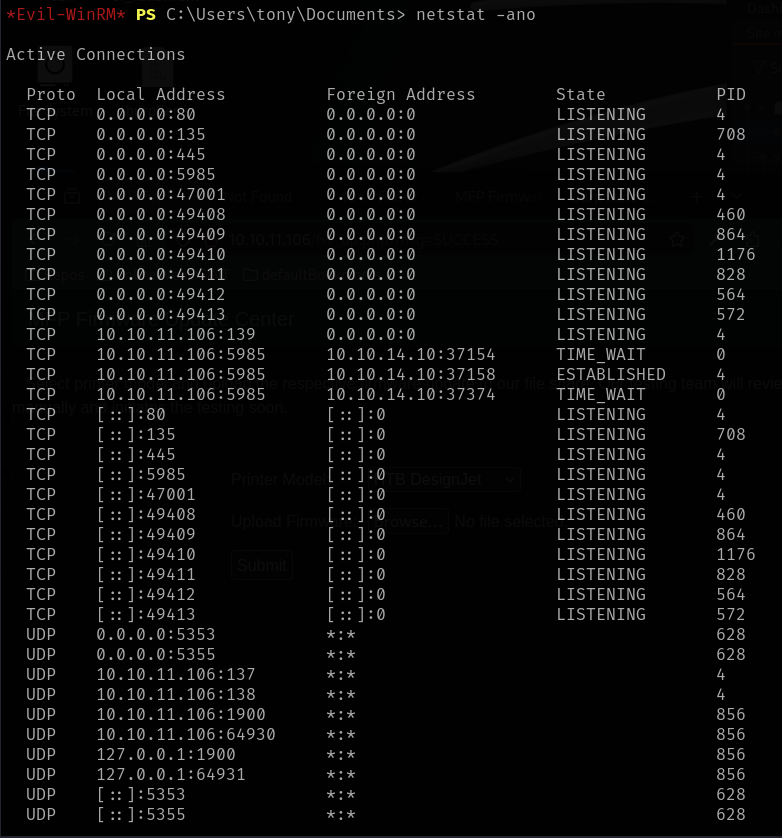 *Evil-WinRM* PS C:\Users\tony\Documents> netstat -ano
Active Connections
Proto  Local Address          Foreign Address        State           PID
TCP    0.0.0.0:80             0.0.0.0:0              LISTENING       4
TCP    0.0.0.0:135            0.0.0.0:0              LISTENING       708
TCP    0.0.0.0:445            0.0.0.0:0              LISTENING       4
TCP    0.0.0.0:5985           0.0.0.0:0              LISTENING       4
TCP    0.0.0.0:47001          0.0.0.0:0              LISTENING       4
TCP    0.0.0.0:49408          0.0.0.0:0              LISTENING       460
TCP    0.0.0.0:49409          0.0.0.0:0              LISTENING       864
TCP    0.0.0.0:49410          0.0.0.0:0              LISTENING       1176
TCP    0.0.0.0:49411          0.0.0.0:0              LISTENING       828
TCP    0.0.0.0:49412          0.0.0.0:0              LISTENING       564
TCP    0.0.0.0:49413          0.0.0.0:0              LISTENING       572
TCP    10.10.11.106:139       0.0.0.0:0              LISTENING       4
TCP    10.10.11.106:5985      10.10.14.10:37154      TIME_WAIT       0
TCP    10.10.11.106:5985      10.10.14.10:37158      ESTABLISHED     4
TCP    10.10.11.106:5985      10.10.14.10:37374      TIME_WAIT       0
TCP    [::]:80                [::]:0                 LISTENING       4
TCP    [::]:135               [::]:0                 LISTENING       708
TCP    [::]:445               [::]:0                 LISTENING       4
TCP    [::]:5985              [::]:0                 LISTENING       4
TCP    [::]:47001             [::]:0                 LISTENING       4
TCP    [::]:49408             [::]:0                 LISTENING       460
TCP    [::]:49409             [::]:0                 LISTENING       864
TCP    [::]:49410             [::]:0                 LISTENING       1176
TCP    [::]:49411             [::]:0                 LISTENING       828
TCP    [::]:49412             [::]:0                 LISTENING       564
TCP    [::]:49413             [::]:0                 LISTENING       572
UDP    0.0.0.0:5353           *:*                                    628
UDP    0.0.0.0:5355           *:*                                    628
UDP    10.10.11.106:137       *:*                                    4
UDP    10.10.11.106:138       *:*                                    4
UDP    10.10.11.106:1900      *:*                                    856
UDP    10.10.11.106:64930     *:*                                    856
UDP    127.0.0.1:1900         *:*                                    856
UDP    127.0.0.1:64931        *:*                                    856
UDP    [::]:5353              *:*                                    628
UDP    [::]:5355              *:*                                    628